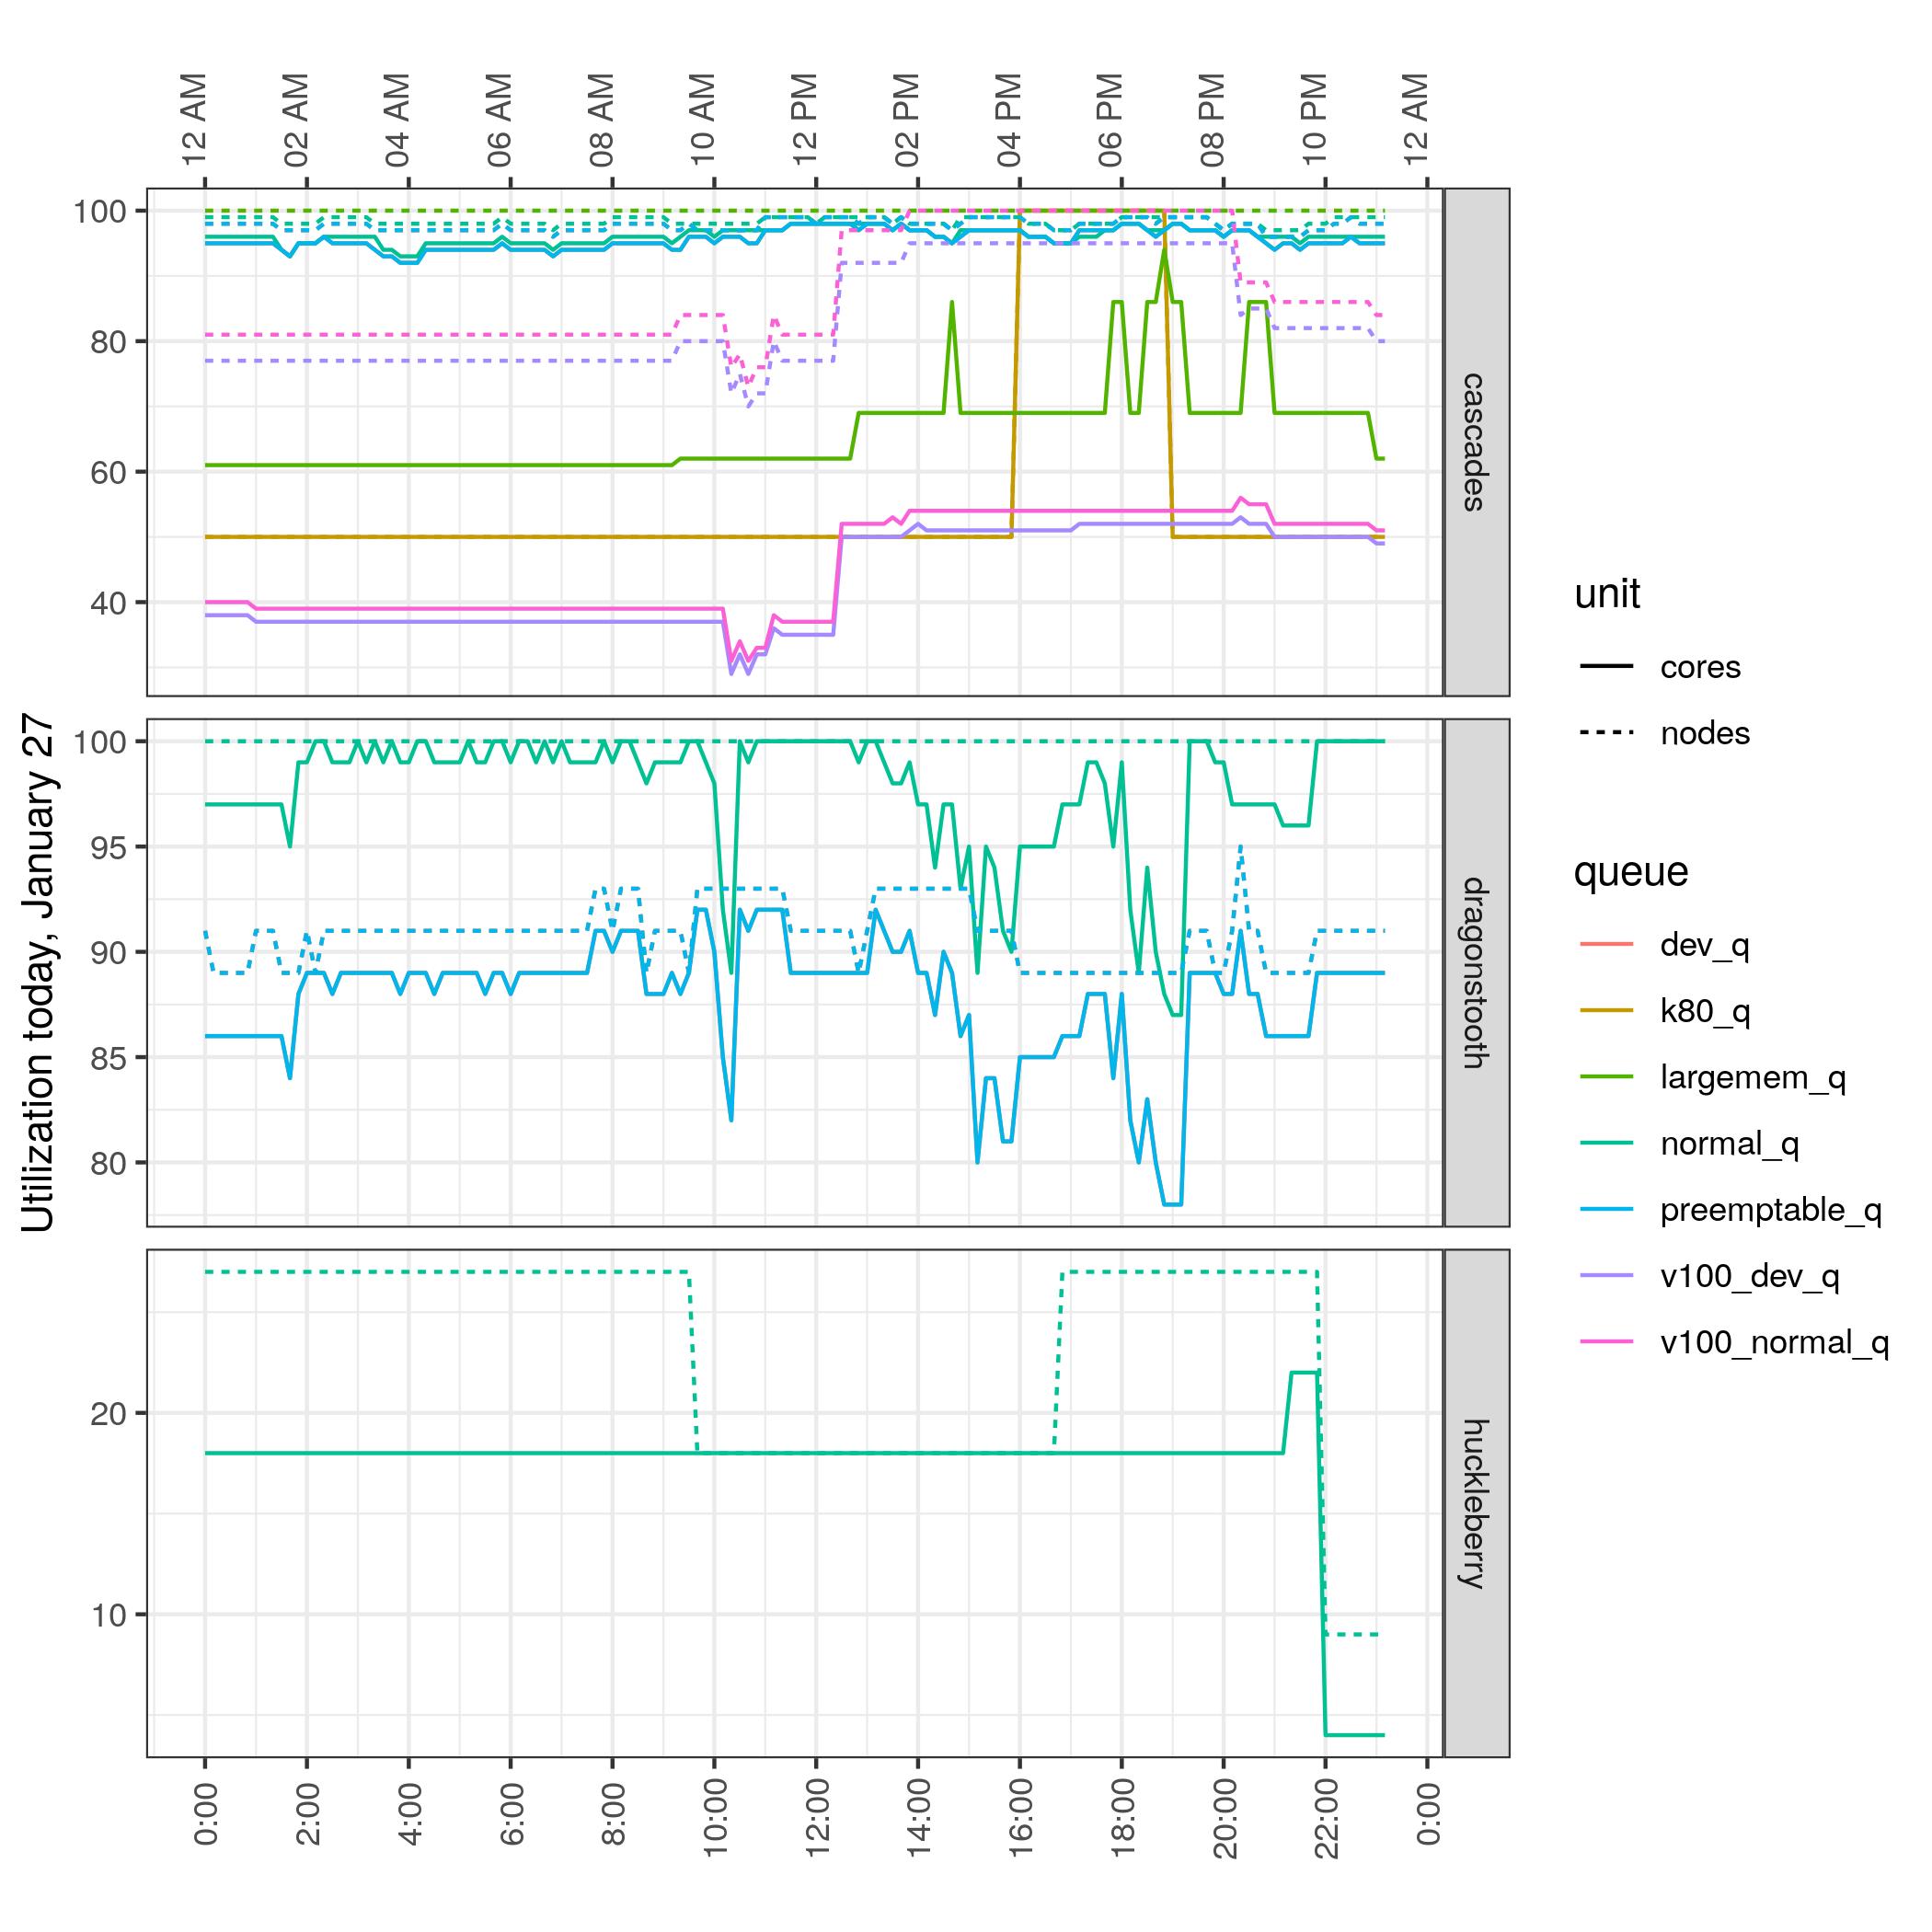 12 AM
02 AM
04 AM
06 AM
08 AM
10 AM
12 PM
02 PM
04 PM
06 PM
08 PM
10 PM
12 AM
Utilization today, January 27
100
80
60
40
cascades
100
95
90
85
80
dragonstooth
20
10
huckleberry
0:00
2:00
4:00
6:00
8:00
10:00
12:00
14:00
16:00
18:00
20:00
22:00
0:00
unit
cores
nodes
queue
dev_q
k80_q
largemem_q
normal_q
preemptable_q
v100_dev_q
v100_normal_q